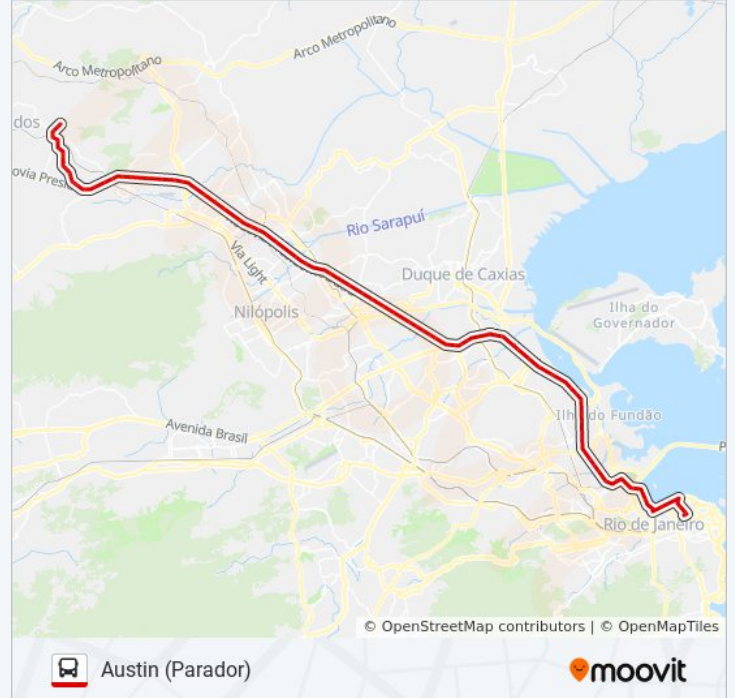 Arco Metropolitano
Arco Metropolitano
dos
ovia Presi
Rio Sarapuí
Via Light
Duque de Caxias
Nilópolis
Ilha do
Governador
Avenida Brasil
Ilha do Fundão
P
Rio de Janeiro
© OpenStreetMap contributors | © OpenMapTiles
Austin (Parador)
moovit